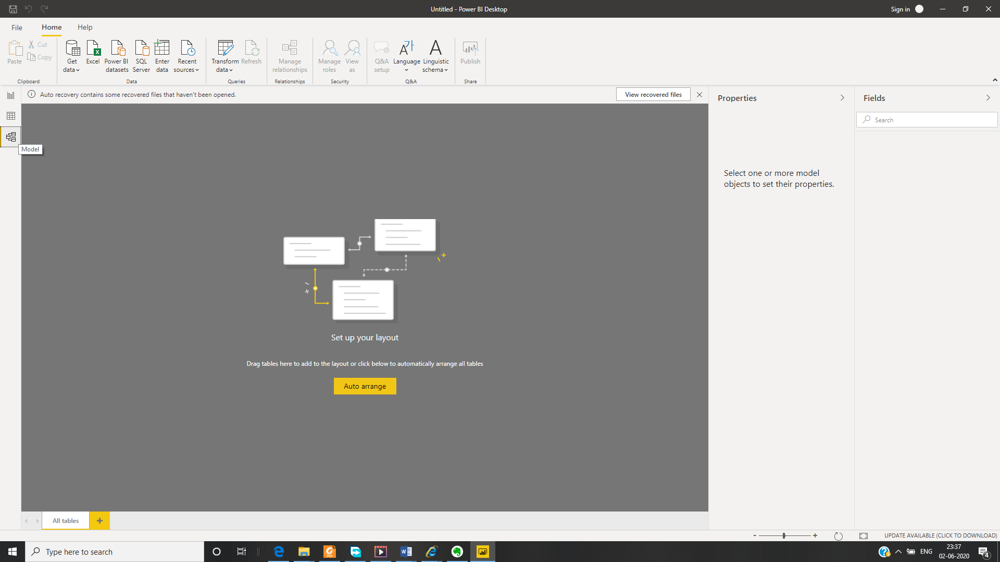 Untitled - Power BI Desktop
Sign in
File
Home
Help
Paste
Cut
Copy
Clipboard
Get data
Excel
Power BI datasets
SQL Server
Enter data
Recent sources
Data
Transform data
Refresh
Queries
Manage relationships
Relationships
Manage roles
View as
Security
Q&A setup
Language
Linguistic schema
Q&A
Publish
Share
Auto recovery contains some recovered files that haven't been opened.
View recovered files
Properties
Fields
Search
Model
Select one or more model
objects to set their properties.
Set up your layout
Drag tables here to add to the layout or click below to automatically arrange all tables
Auto arrange
All tables
+
- +
UPDATE AVAILABLE (CLICK TO DOWNLOAD)
Type here to search
ENG
23:37
02-06-2020
4